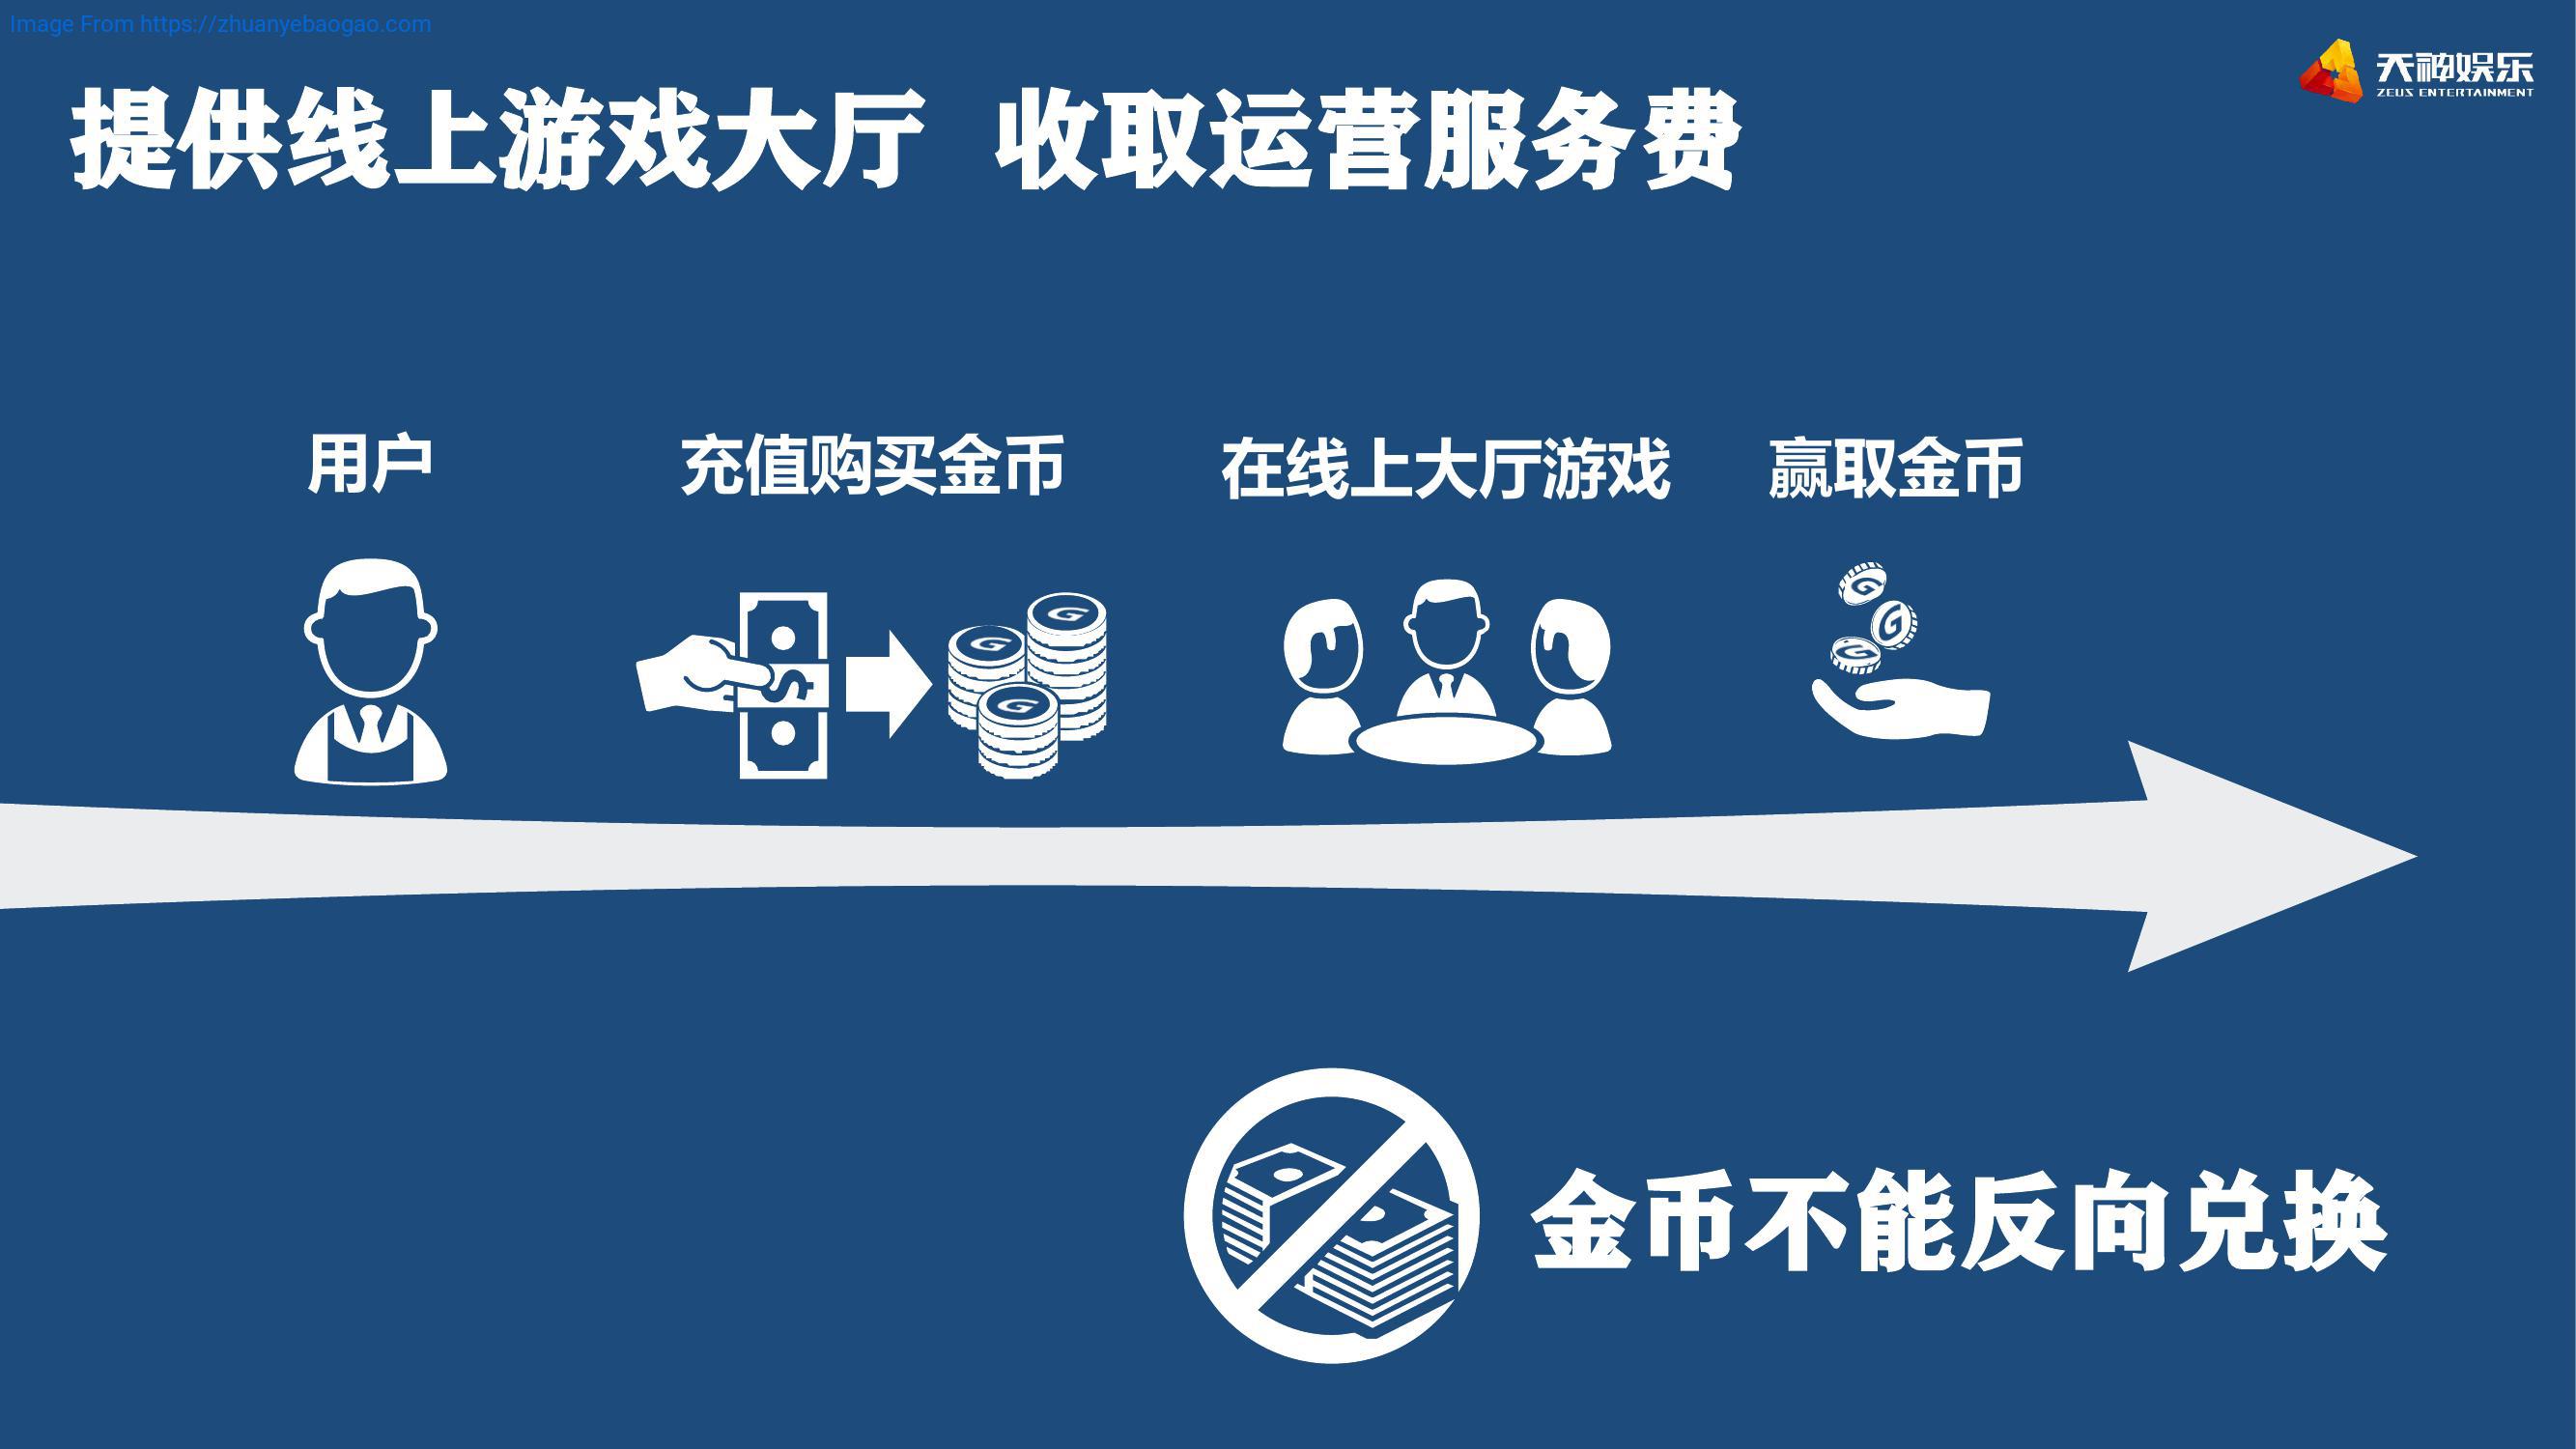 Image From https://zhuanyebaogao.com
天神娱乐
ZEUS ENTERTAINMENT
提供线上游戏大厅 收取运营服务费
用户 充值购买金币 在线上大厅游戏 赢取金币
$
G
G
G
G
G
G
金币不能反向兑换